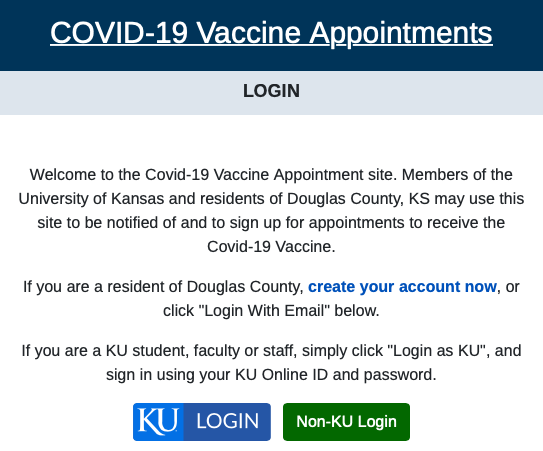 COVID-19 Vaccine Appointments
LOGIN
Welcome to the Covid-19 Vaccine Appointment site. Members of the
University of Kansas and residents of Douglas County, KS may use this
site to be notified of and to sign up for appointments to receive the
Covid-19 Vaccine.
If you are a resident of Douglas County, create your account now, or
click "Login With Email" below.
If you are a KU student, faculty or staff, simply click "Login as KU", and
sign in using your KU Online ID and password.
KU LOGIN Non-KU Login